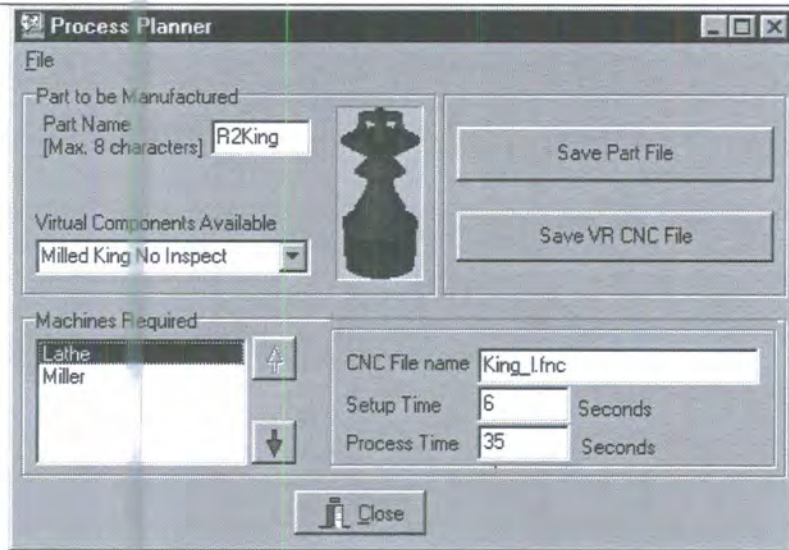 Process Planner
File
Part to be Manufactured
Part Name
[Max. 8 characters]
R2King
Virtual Components Available
Milled King No Inspect
Save Part File
Save VR CNC File
Machines Required
Lathe
Miller
CNC File name
King_l.fnc
Setup Time
6
Seconds
Process Time
35
Seconds
Close